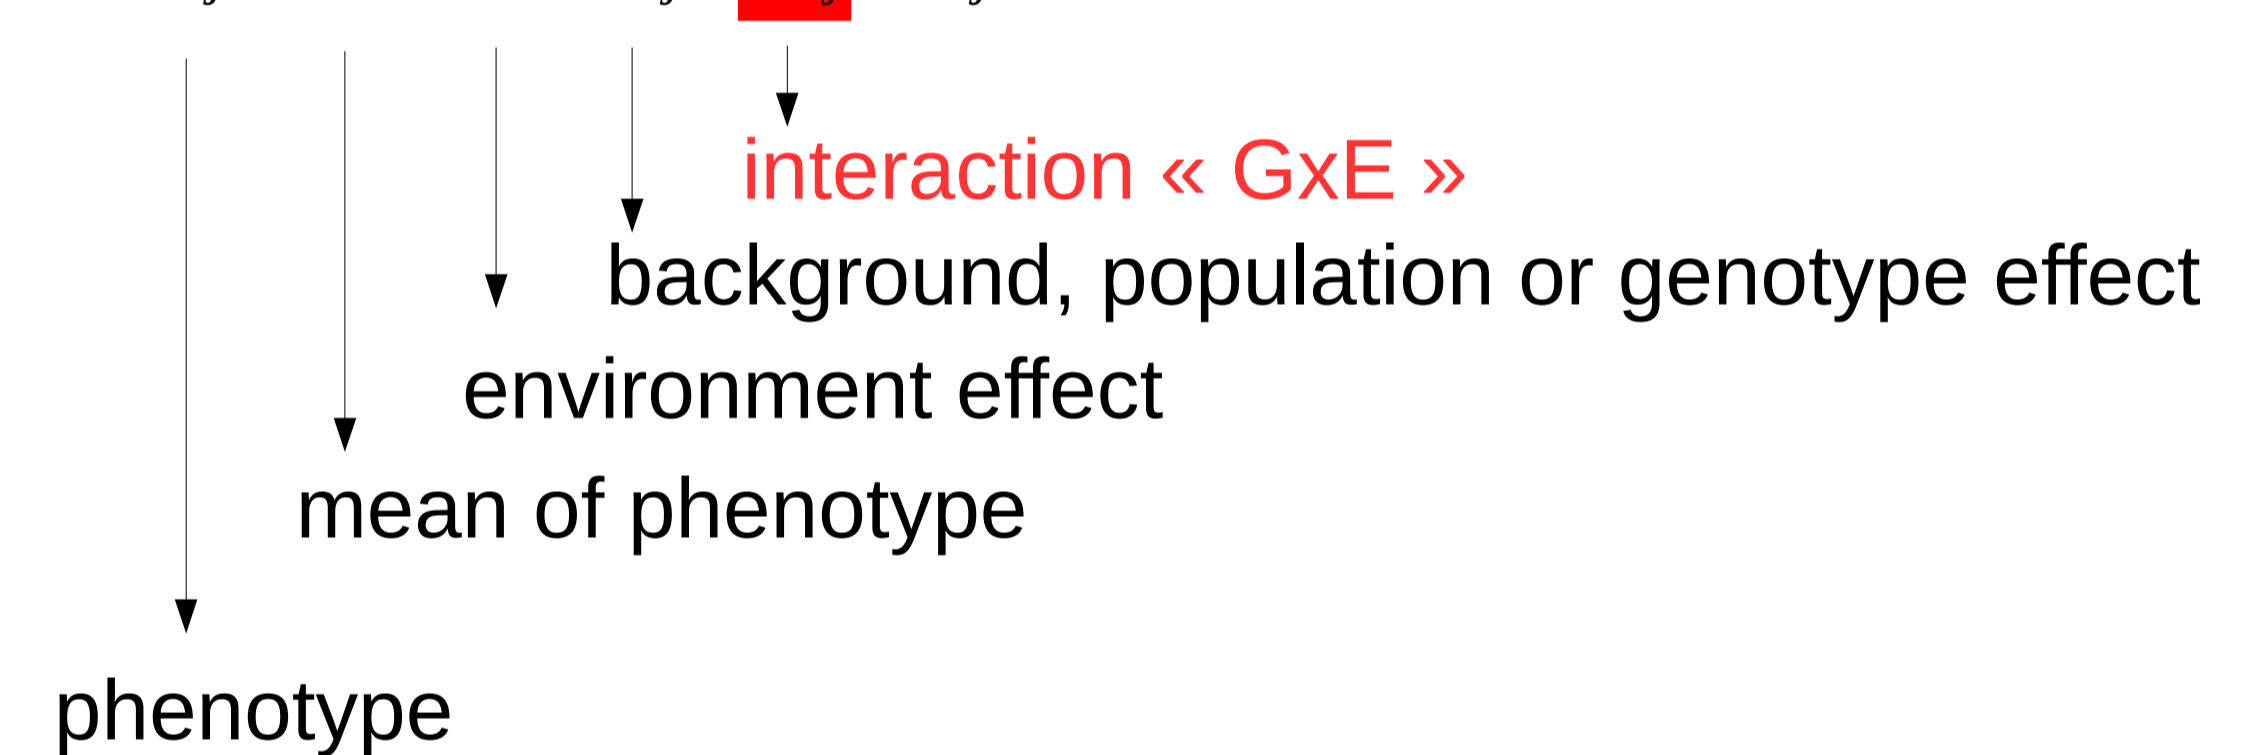 interaction « GxE »
background, population or genotype effect
environment effect
mean of phenotype
phenotype